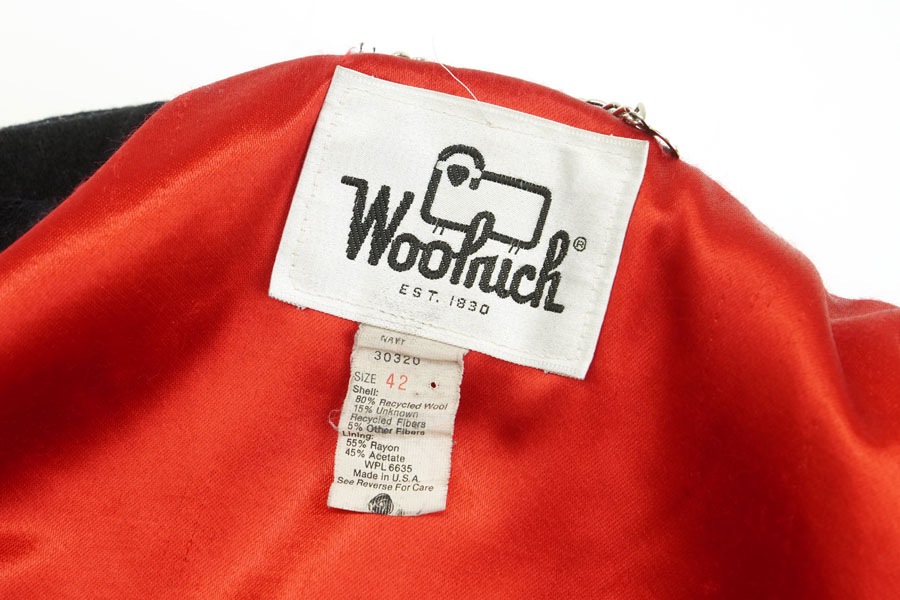 Woolrich®
EST. 1830
NAVY
30320
SIZE 42
Shell:
80% Recycled Wool
15% Unknown
Recycled Fibers
5% Other Fibers
Lining:
55% Rayon
45% Acetate
WPL 6635
Made in U.S.A.
See Reverse For Care